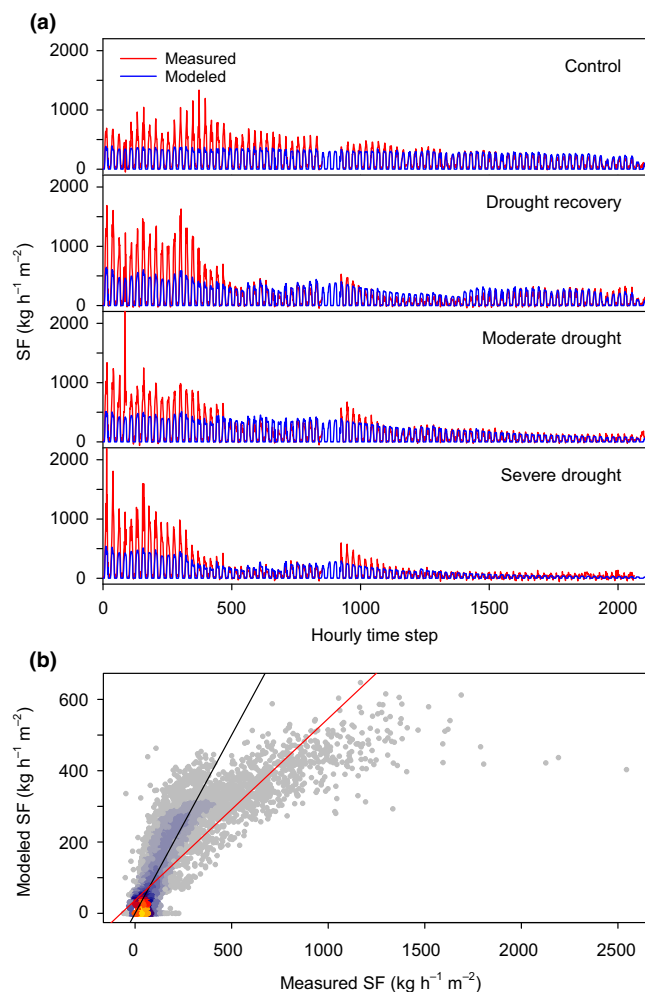 (a)
2000
Measured
Modeled
Control
1000
0
2000
Drought recovery
1000
0
SF (kg h⁻¹ m⁻²)
2000
Moderate drought
1000
0
2000
Severe drought
1000
0
0 500 1000 1500 2000
Hourly time step
(b)
600
400
200
0
Modeled SF (kg h⁻¹ m⁻²)
0 500 1000 1500 2000 2500
Measured SF (kg h⁻¹ m⁻²)